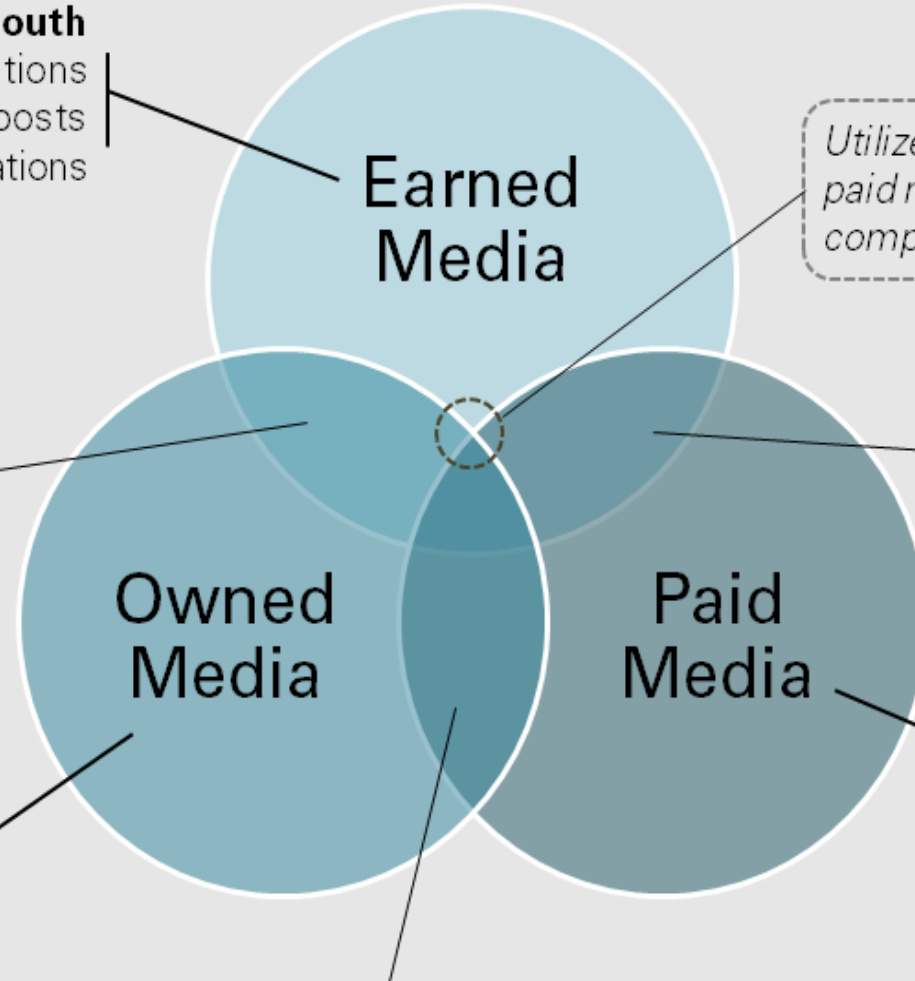 outh
tions
posts
ations
Earned
Media
Utilize
paid
comp
Owned
Media
Paid
Media